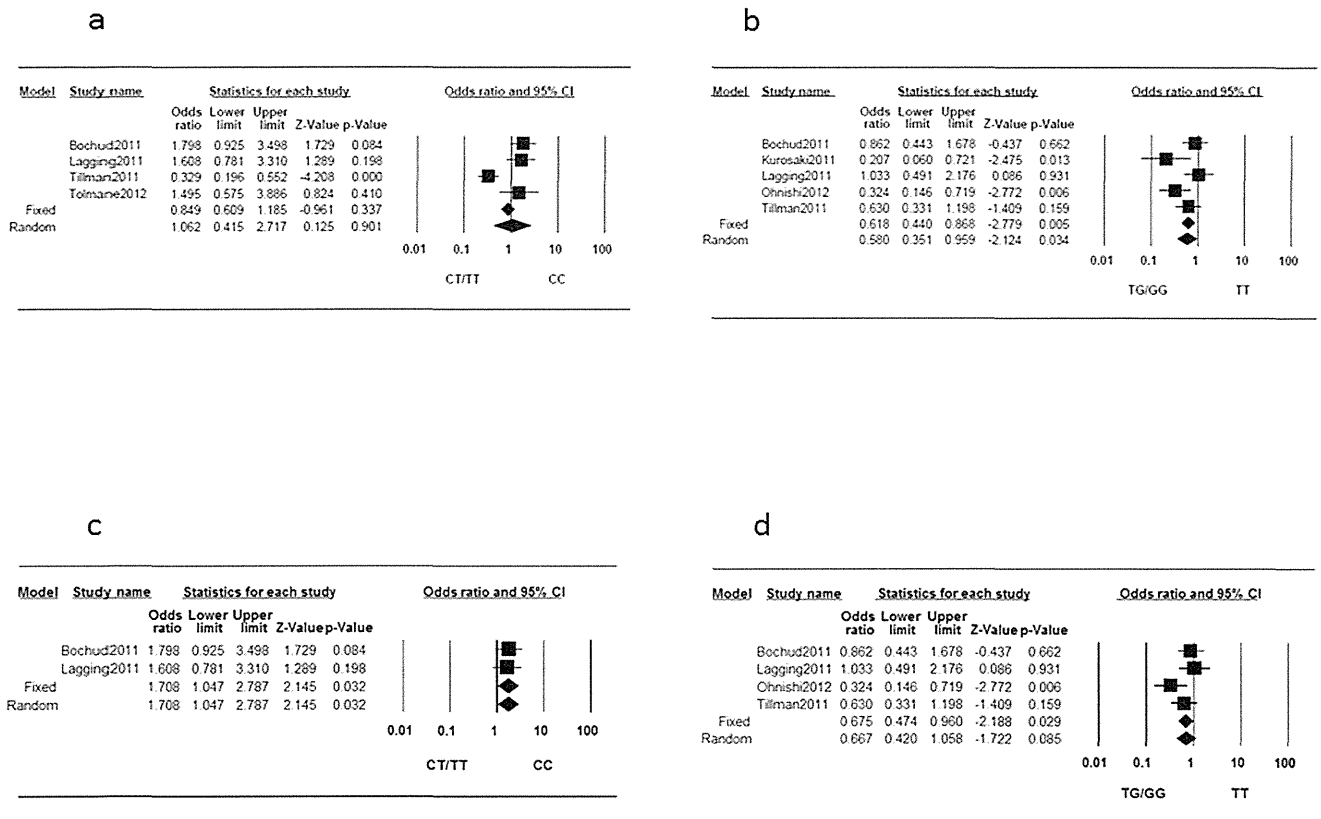 a
Model Study name Statistics for each study Odds ratio and 95% CI
Odds Lower Upper
ratio limit limit Z-Value p-Value
Bochud2011 1.798 0.925 3.498 1.729 0.084
Lagging2011 1.608 0.781 3.310 1.289 0.198
Tillman2011 0.329 0.196 0.552 -4.208 0.000
Tolmane2012 1.495 0.575 3.886 0.824 0.410
Fixed 0.849 0.609 1.185 -0.961 0.337
Random 1.062 0.415 2.717 0.125 0.901
0.01 0.1 1 10 100
CT/TT CC
b
Model Study name Statistics for each study Odds ratio and 95% CI
Odds Lower Upper
ratio limit limit Z-Value p-Value
Bochud2011 0.862 0.443 1.678 -0.437 0.662
Kurosaki2011 0.207 0.060 0.721 -2.475 0.013
Lagging2011 1.033 0.491 2.176 0.086 0.931
Ohnishi2012 0.324 0.146 0.719 -2.772 0.006
Tillman2011 0.630 0.331 1.198 -1.409 0.159
Fixed 0.618 0.440 0.868 -2.779 0.005
Random 0.580 0.351 0.959 -2.124 0.034
0.01 0.1 1 10 100
TG/GG TT
c
Model Study name Statistics for each study Odds ratio and 95% CI
Odds Lower Upper
ratio limit limit Z-Value p-Value
Bochud2011 1.798 0.925 3.498 1.729 0.084
Lagging2011 1.608 0.781 3.310 1.289 0.198
Fixed 1.708 1.047 2.787 2.145 0.032
Random 1.708 1.047 2.787 2.145 0.032
0.01 0.1 1 10 100
CT/TT CC
d
Model Study name Statistics for each study Odds ratio and 95% CI
Odds Lower Upper
ratio limit limit Z-Value p-Value
Bochud2011 0.862 0.443 1.678 -0.437 0.662
Lagging2011 1.033 0.491 2.176 0.086 0.931
Ohnishi2012 0.324 0.146 0.719 -2.772 0.006
Tillman2011 0.630 0.331 1.198 -1.409 0.159
Fixed 0.675 0.474 0.960 -2.188 0.029
Random 0.667 0.420 1.058 -1.722 0.085
0.01 0.1 1 10 100
TG/GG TT